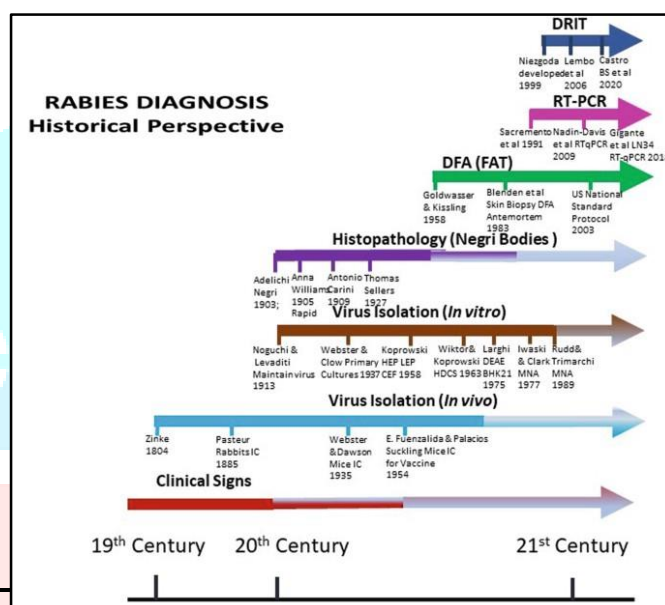 DRIT
Niezgoda Lembo Castro
developed et al BS et al
1999 2006 2020
RABIES DIAGNOSIS
Historical Perspective
RT-PCR
Sacremento Nadin-Davis Gigante
et al 1991 et al RTqPCR et al LN34
2009 RT-qPCR 2018
DFA (FAT)
Goldwasser Blenden et al US National
& Kissling Skin Biopsy DFA Standard
1958 Antemortem Protocol
1983 2003
Histopathology (Negri Bodies )
Adelichi Anna Antonio Thomas
Negri Williams Carini Sellers
1903; 1905 1909 1927
Rapid
Virus Isolation (In vitro)
Noguchi & Webster & Koprowski Wiktor & Larghi Iwaski & Clark Rudd &
Levaditi Clow Primary HEP LEP Koprowski DEAE MNA Trimarchi
Maintain virus Cultures 1937 CEF 1958 HDCS 1963 BHK21 1977 MNA
1913 1975 1989
Virus Isolation (In vivo)
Zinke Pasteur Webster E. Fuenzalida & Palacios
1804 Rabbits IC & Dawson Suckling Mice IC
1885 Mice IC for Vaccine
1935 1954
Clinical Signs
19th Century 20th Century 21st Century